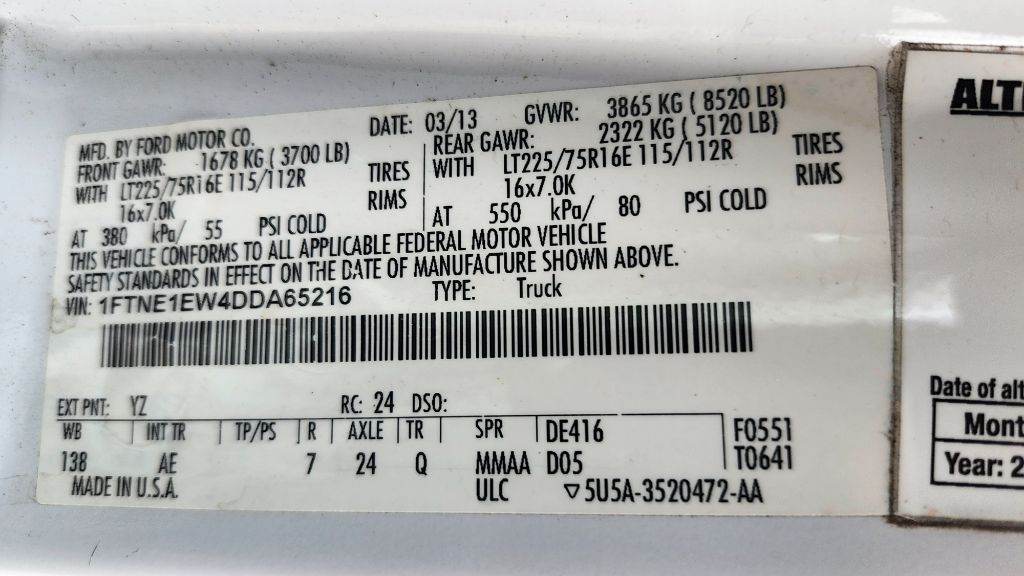 MFD. BY FORD MOTOR CO.
DATE: 03/13 GVWR: 3865 KG ( 8520 LB)
FRONT GAWR: 1678 KG ( 3700 LB)
REAR GAWR: 2322 KG ( 5120 LB)
WITH LT225/75R16E 115/112R TIRES
WITH LT225/75R16E 115/112R TIRES
16x7.0K RIMS
16x7.0K RIMS
AT 380 kPa/ 55 PSI COLD
AT 550 kPa/ 80 PSI COLD
THIS VEHICLE CONFORMS TO ALL APPLICABLE FEDERAL MOTOR VEHICLE
SAFETY STANDARDS IN EFFECT ON THE DATE OF MANUFACTURE SHOWN ABOVE.
VIN: 1FTNE1EW4DDA65216 TYPE: Truck
EXT PNT: YZ RC: 24 DSO:
WB INT TR TP/PS R AXLE TR SPR DE416 F0551
138 AE 7 24 Q MMAA D05 T0641
MADE IN U.S.A. ULC ▽5U5A-3520472-AA
ALT
Date of alt
Mont
Year: 2